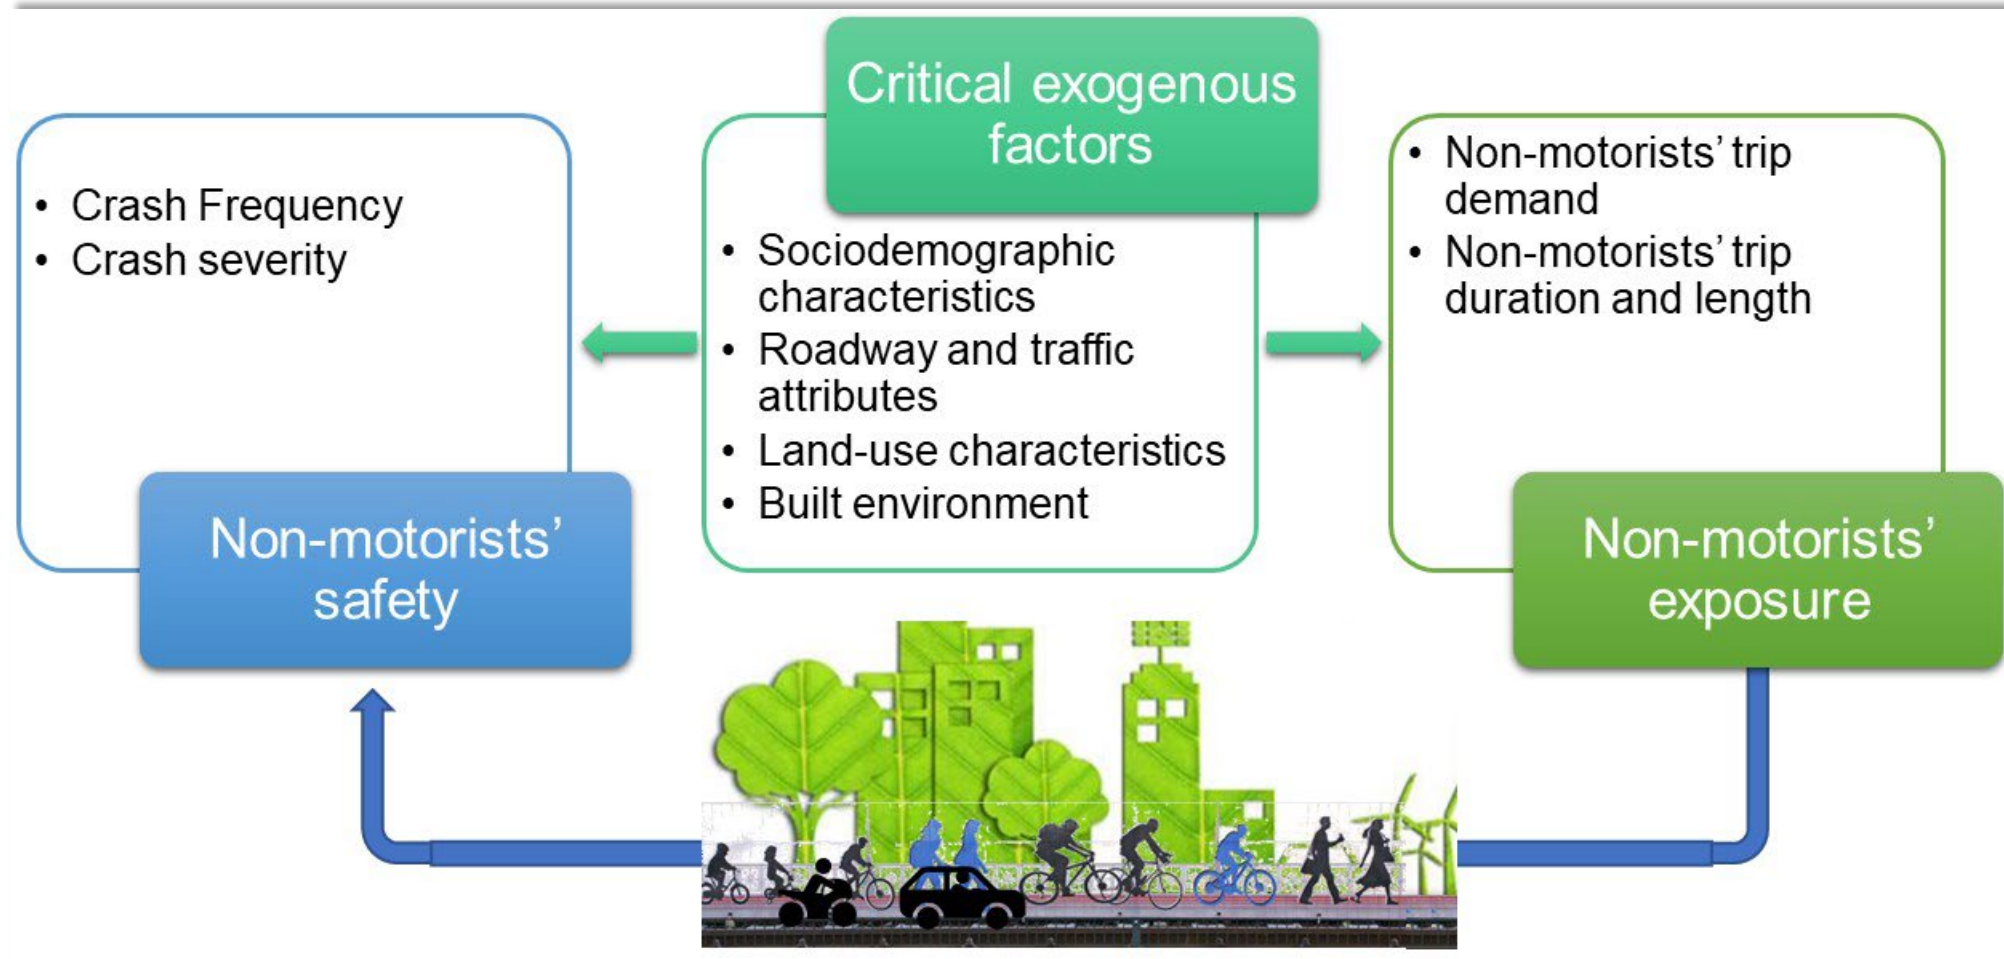 Critical exogenous
factors
• Crash Frequency
• Crash severity
Non-motorists’
safety
• Sociodemographic
characteristics
• Roadway and traffic
attributes
• Land-use characteristics
• Built environment
• Non-motorists’ trip
demand
• Non-motorists’ trip
duration and length
Non-motorists’
exposure